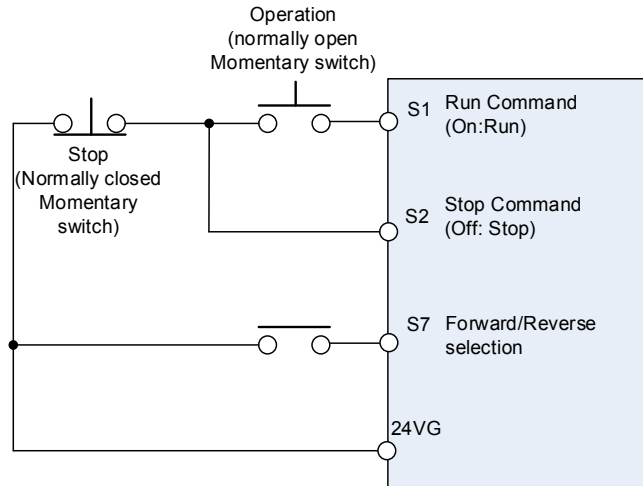 Operation
(normally open
Momentary switch)
S1 Run Command
(On:Run)
Stop
(Normally closed
Momentary
switch)
S2 Stop Command
(Off: Stop)
S7 Forward/Reverse
selection
24VG